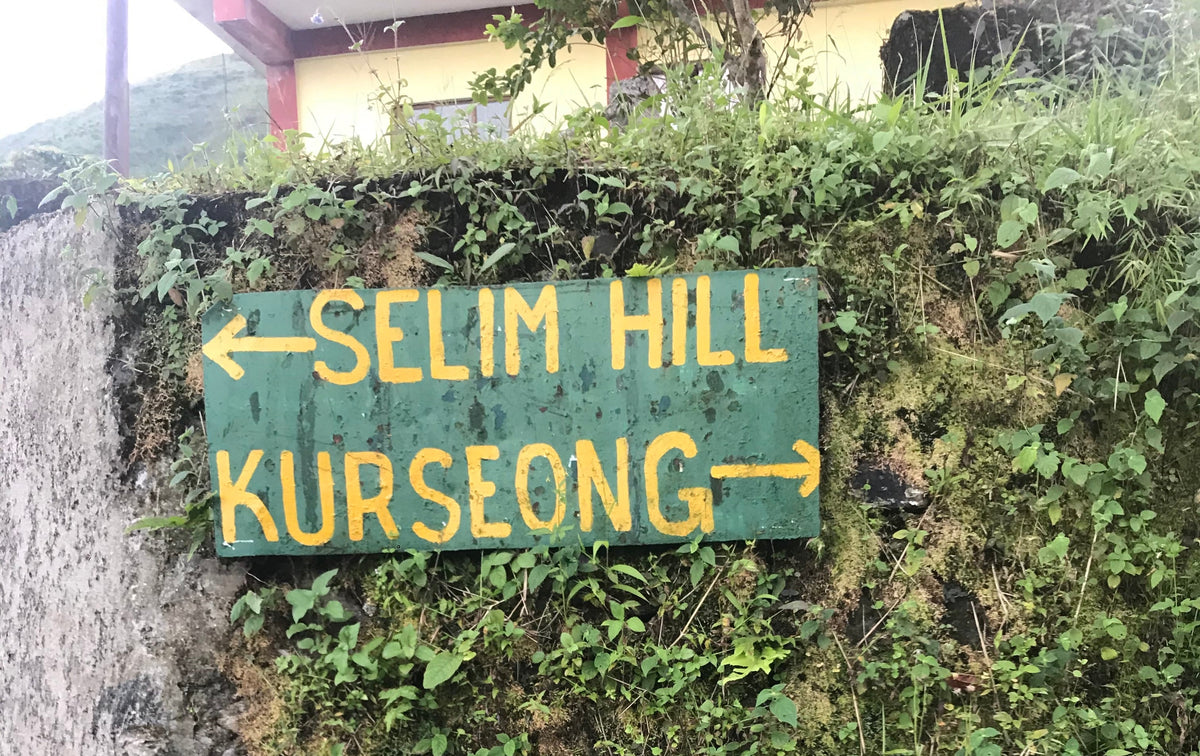 ← SELIM HILL
KURSEONG →